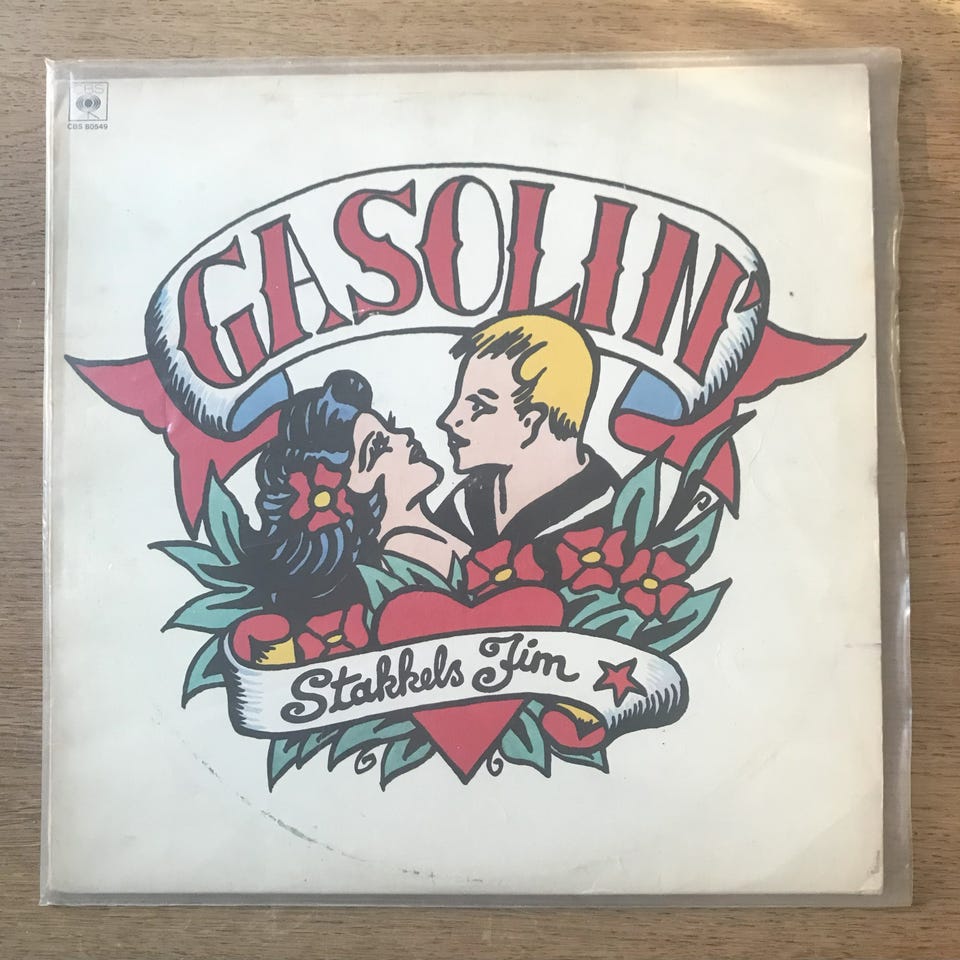 CBS
CBS 80549
GASOLIN'
Stakkels Jim